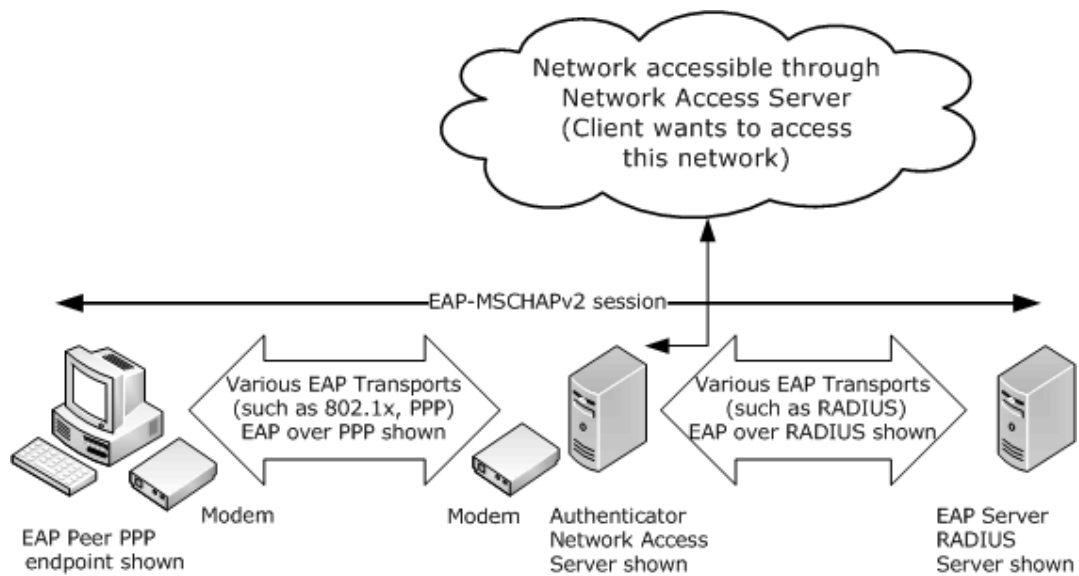 Network accessible through
Network Access Server
(Client wants to access
this network)
EAP-MSCHAPv2 session
Various EAP Transports
(such as 802.1x, PPP)
EAP over PPP shown
Various EAP Transports
(such as RADIUS)
EAP over RADIUS shown
Modem
Modem
EAP Peer PPP
endpoint shown
Authenticator
Network Access
Server shown
EAP Server
RADIUS
Server shown